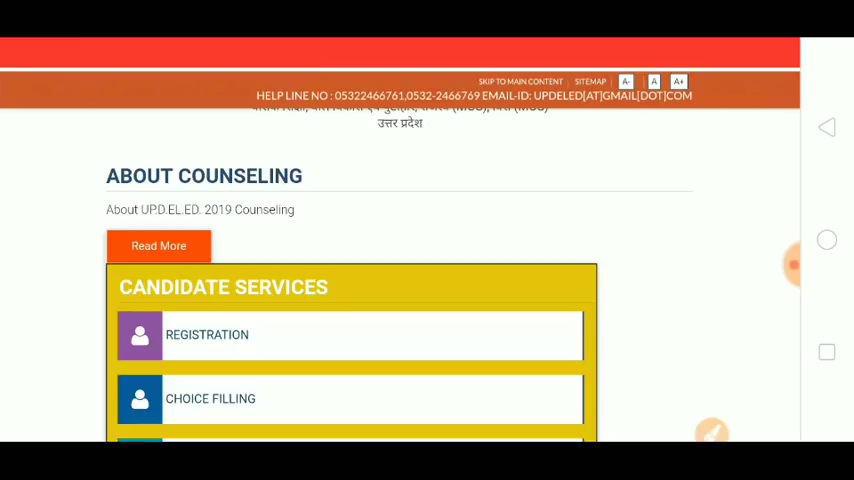 SKIP TO MAIN CONTENT | SITEMAP | A- | A | A+
HELP LINE NO : 05322466761,0532-2466769 EMAIL-ID: UPDELED[AT]GMAIL[DOT]COM
उत्तर प्रदेश
ABOUT COUNSELING
About UP.D.EL.ED. 2019 Counseling
Read More
CANDIDATE SERVICES
REGISTRATION
CHOICE FILLING